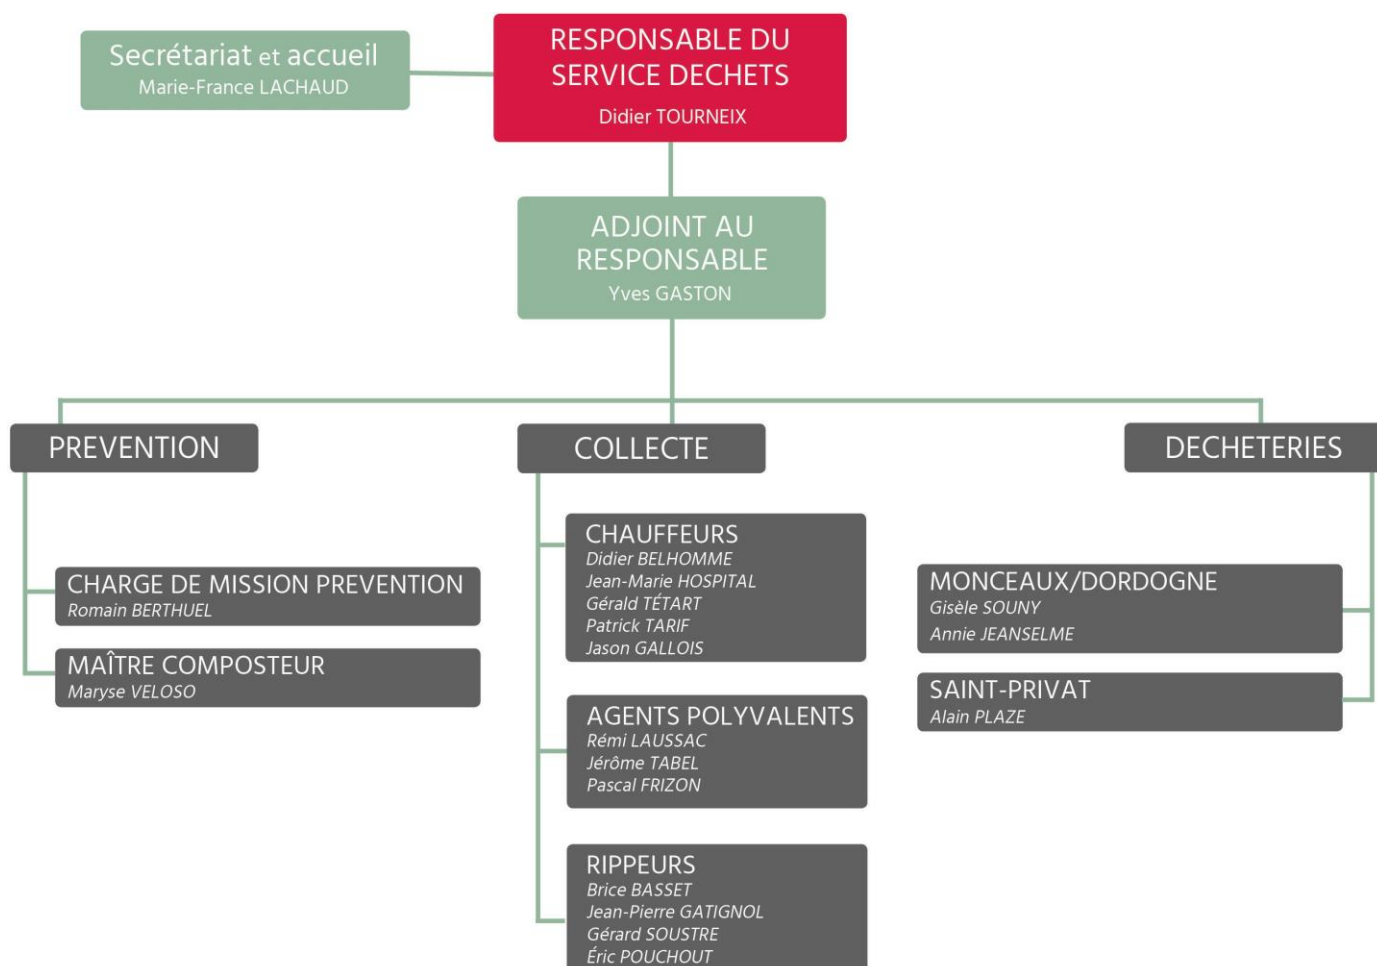 Secrétariat et accueil
Marie-France LACHAUD
RESPONSABLE DU
SERVICE DECHETS
Didier TOURNEIX
ADJOINT AU
RESPONSABLE
Yves GASTON
PREVENTION
CHARGE DE MISSION PREVENTION
Romain BERTHUEL
MAÎTRE COMPOSTEUR
Maryse VELOSO
COLLECTE
CHAUFFEURS
Didier BELHOMME
Jean-Marie HOSPITAL
Gérald TÉTART
Patrick TARIF
Jason GALLOIS
AGENTS POLYVALENTS
Rémi LAUSSAC
Jérôme TABEL
Pascal FRIZON
RIPPEURS
Brice BASSET
Jean-Pierre GATIGNOL
Gérard SOUSTRE
Éric POUCHOUT
DECHETERIES
MONCEAUX/DORDOGNE
Gisèle SOUNY
Annie JEANSELME
SAINT-PRIVAT
Alain PLAZE